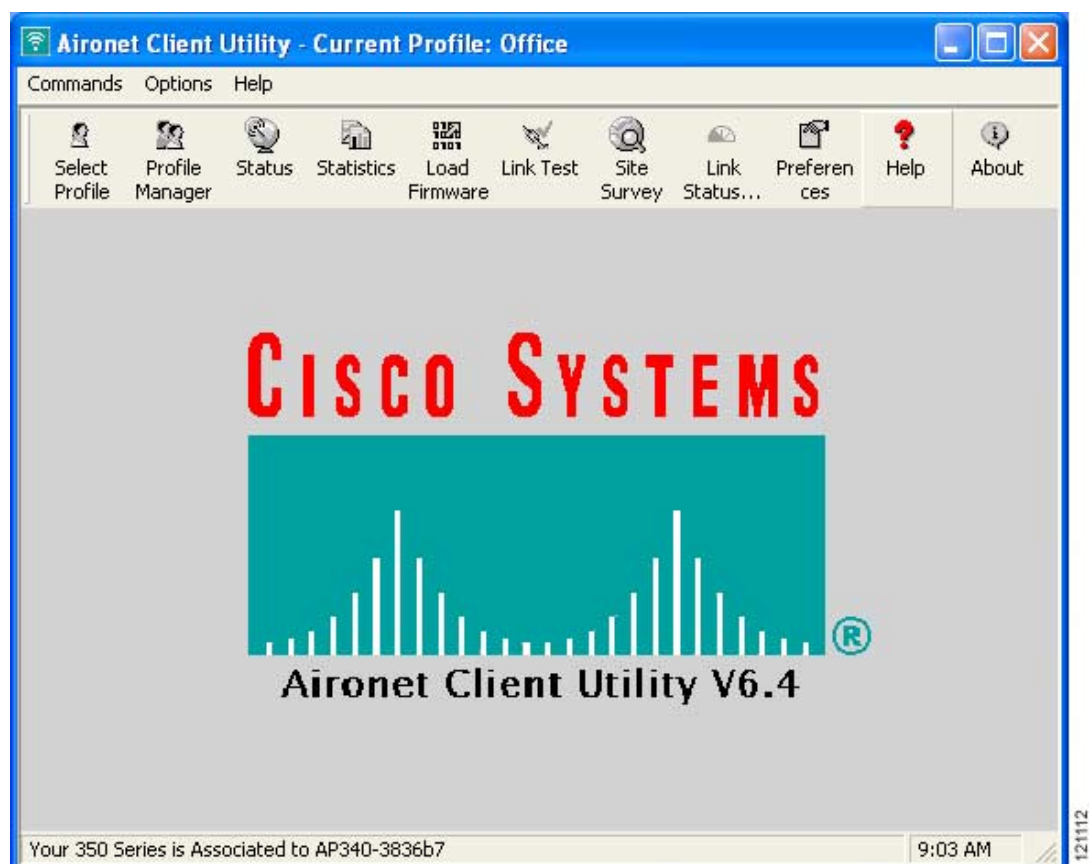 Aironet Client Utility - Current Profile: Office
Commands Options Help
Select Profile
Profile Manager
Status
Statistics
Load Firmware
Link Test
Site Survey
Link Status...
Preferen ces
Help
About
CISCO SYSTEMS
®
Aironet Client Utility V6.4
Your 350 Series is Associated to AP340-3836b7
9:03 AM
121112